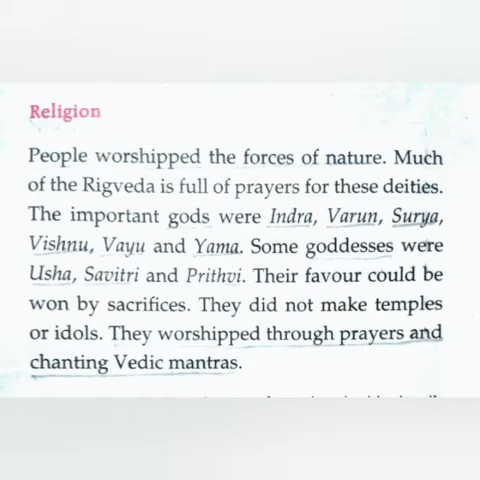 Religion
People worshipped the forces of nature. Much
of the Rigveda is full of prayers for these deities.
The important gods were Indra, Varun, Surya,
Vishnu, Vayu and Yama. Some goddesses were
Usha, Savitri and Prithvi. Their favour could be
won by sacrifices. They did not make temples
or idols. They worshipped through prayers and
chanting Vedic mantras.